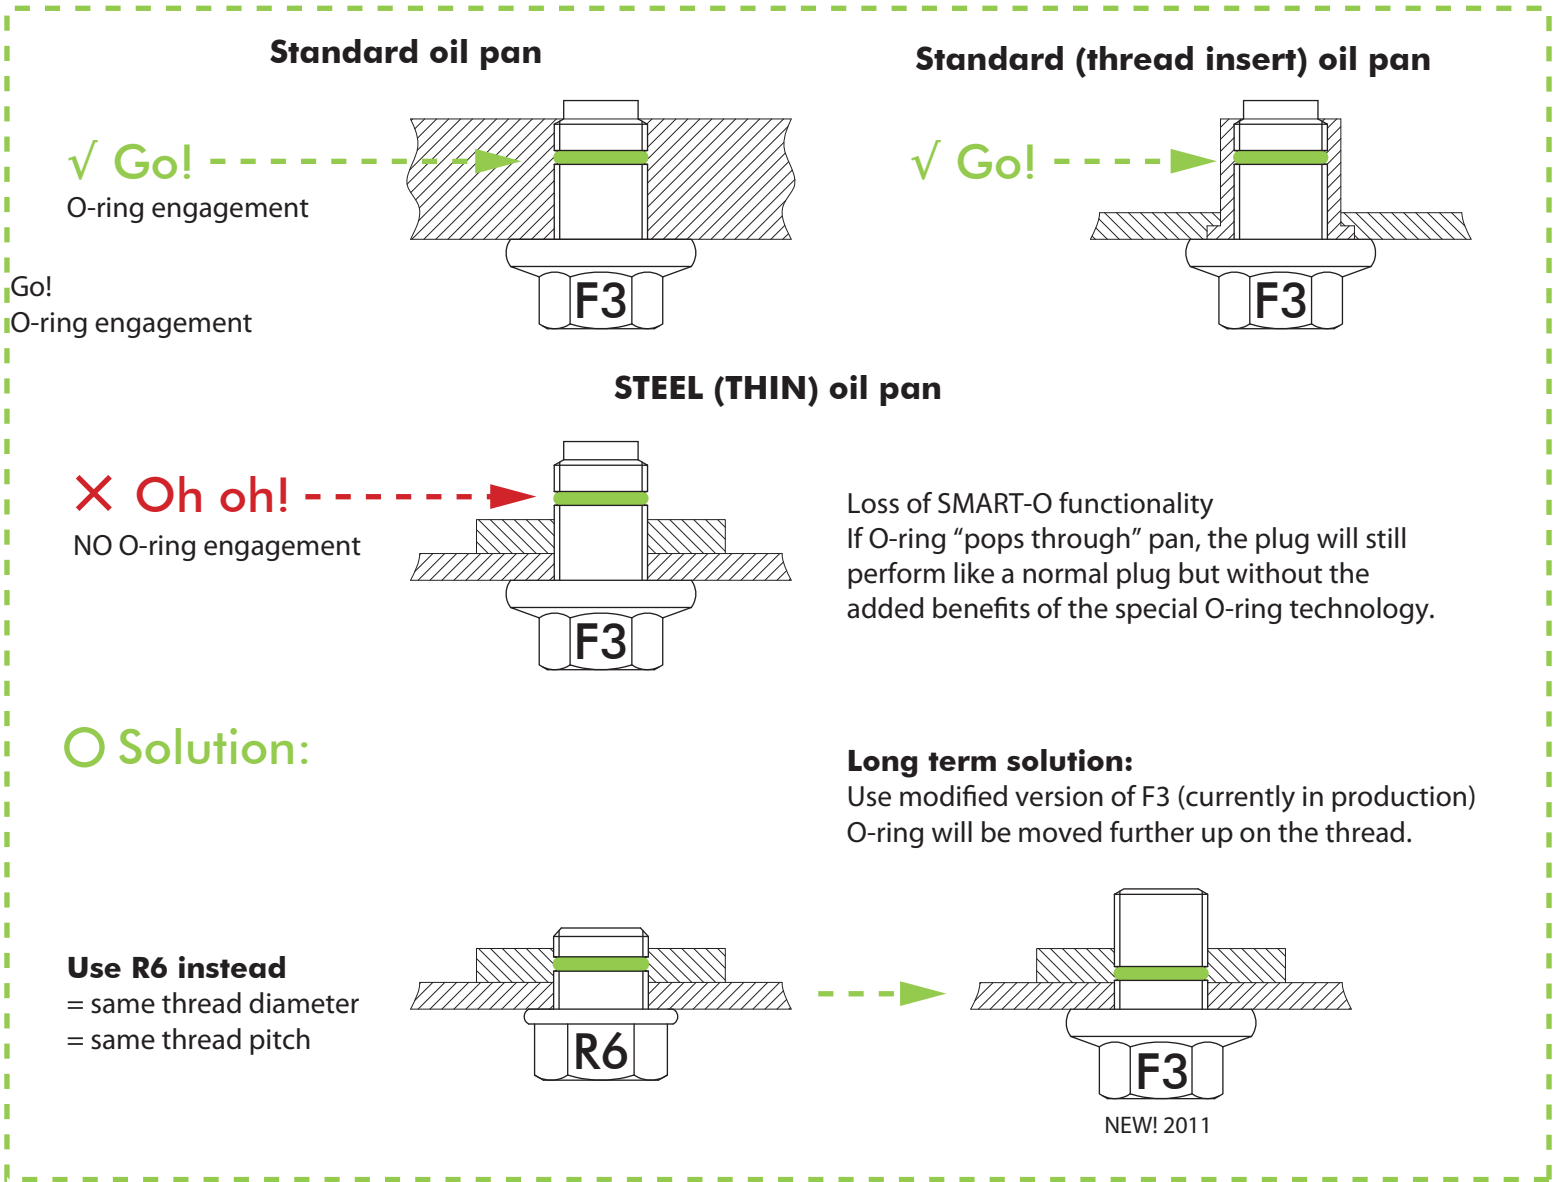 Standard oil pan
Standard (thread insert) oil pan
√ Go!
O-ring engagement
√ Go!
Go!
O-ring engagement
F3
F3
STEEL (THIN) oil pan
× Oh oh!
NO O-ring engagement
F3
Loss of SMART-O functionality
If O-ring “pops through” pan, the plug will still
perform like a normal plug but without the
added benefits of the special O-ring technology.
O Solution:
Long term solution:
Use modified version of F3 (currently in production)
O-ring will be moved further up on the thread.
Use R6 instead
= same thread diameter
= same thread pitch
R6
F3
NEW! 2011